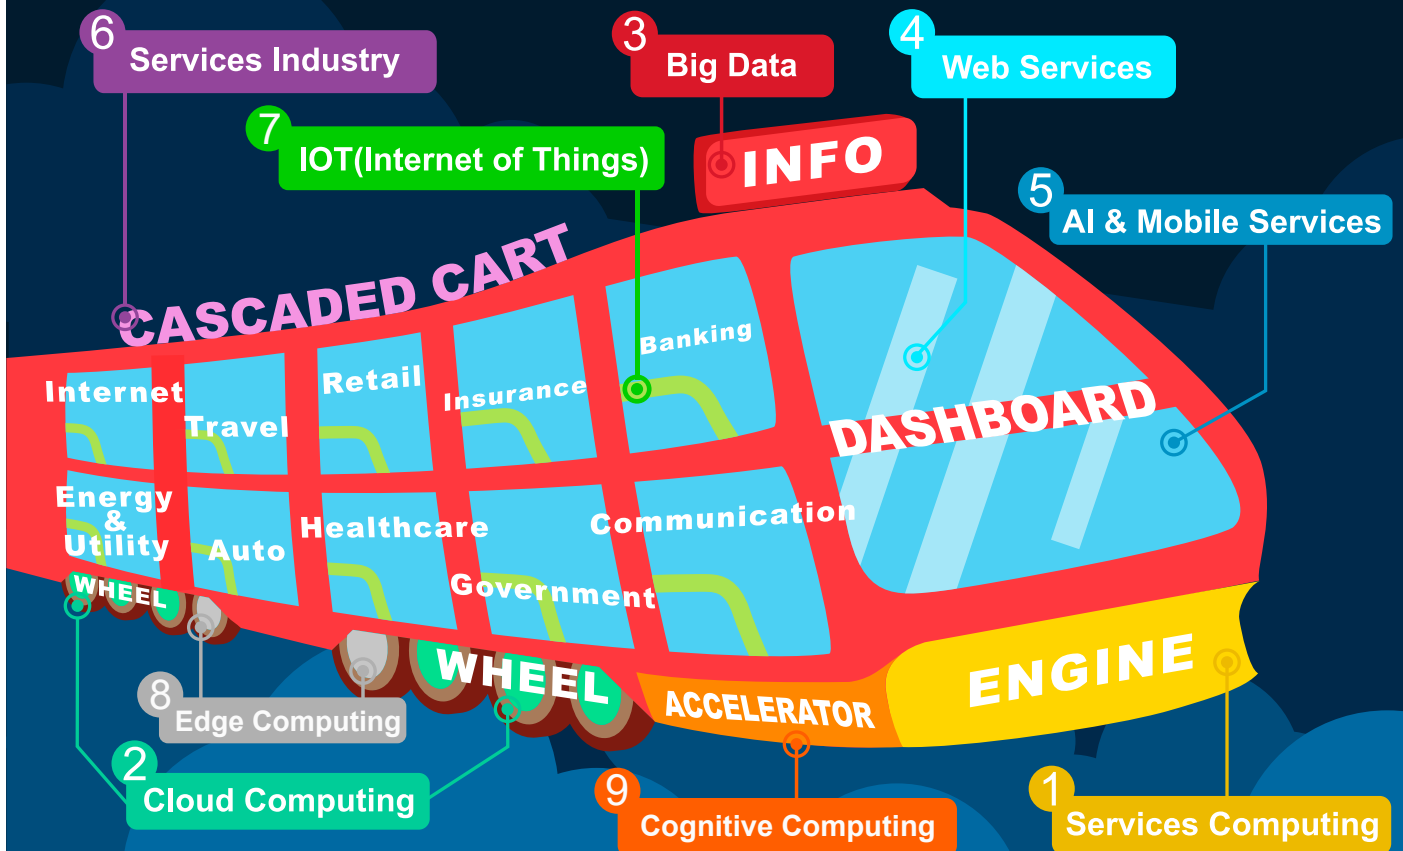 6
Services Industry
3
Big Data
4
Web Services
7
IOT(Internet of Things)
INFO
5
AI & Mobile Services
CASCADED CART
Banking
Retail
Insurance
Internet
Travel
DASHBOARD
Energy
&
Utility
Auto
Healthcare
Communication
Government
WHEEL
WHEEL
ENGINE
ACCELERATOR
8
Edge Computing
2
Cloud Computing
9
Cognitive Computing
1
Services Computing